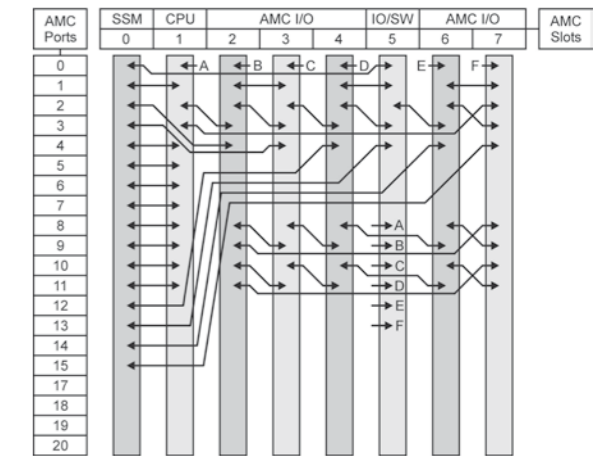 AMC Ports SSM CPU AMC I/O IO/SW AMC I/O AMC Slots
0 1 2 3 4 5 6 7
0 A B C D E F
1
2
3
4
5
6
7
8 A
9 B
10 C
11 D
12 E
13 F
14
15
17
18
19
20